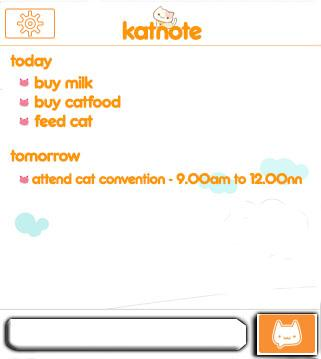 katnote
today
buy milk
buy catfood
feed cat
tomorrow
attend cat convention - 9.00am to 12.00nn